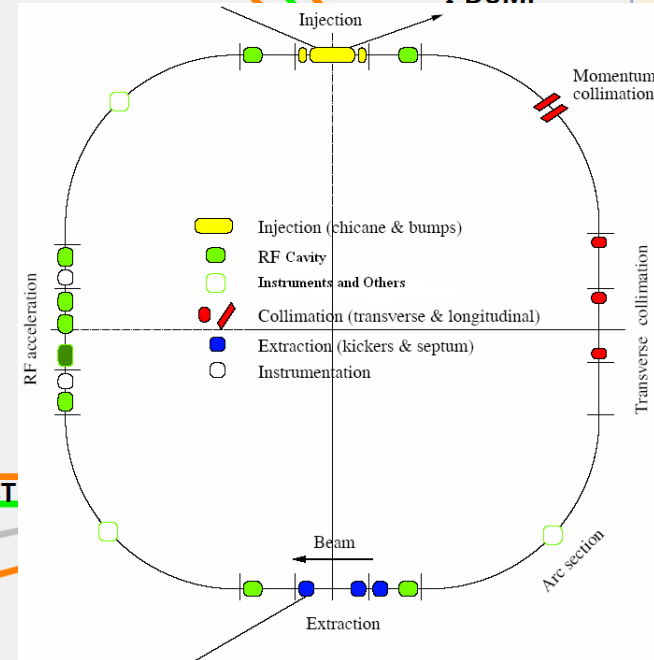 DUMP
Injection
Momentum
collimation
Injection (chicane & bumps)
RF Cavity
Instruments and Others
Collimation (transverse & longitudinal)
Extraction (kickers & septum)
Instrumentation
RF acceleration
Transverse collimation
T
Beam
Arc section
Extraction